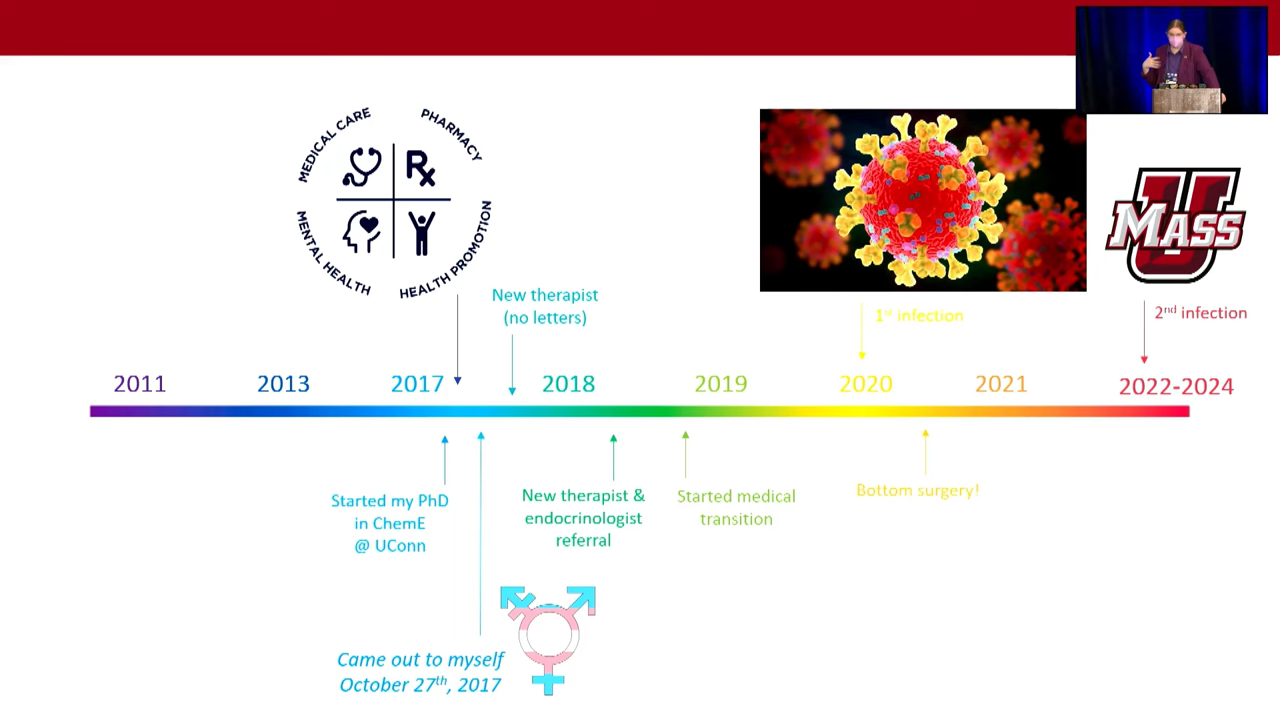 MEDICAL CARE
PHARMACY
Rx
MENTAL HEALTH
HEALTH PROMOTION
U
MASS
New therapist
(no letters)
1st infection
2nd infection
2011
2013
2017
2018
2019
2020
2021
2022-2024
Started my PhD
in ChemE
@ UConn
New therapist &
endocrinologist
referral
Started medical
transition
Bottom surgery!
Came out to myself
October 27th, 2017